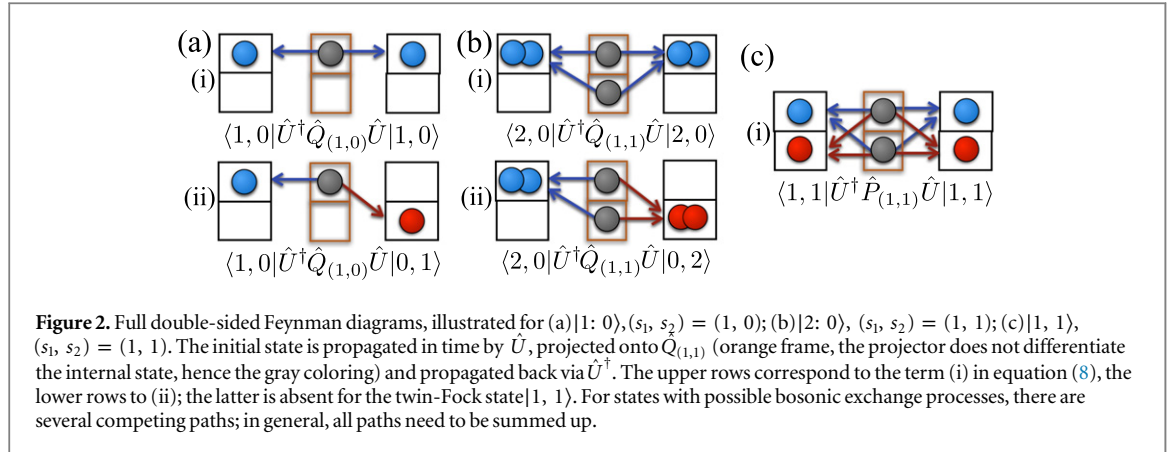 (a) (b) (c)
(i) (i) (i)
⟨1, 0|Û†Q̂(1,0)Û|1, 0⟩ ⟨2, 0|Û†Q̂(1,1)Û|2, 0⟩
⟨1, 1|Û†P̂(1,1)Û|1, 1⟩
(ii) (ii)
⟨1, 0|Û†Q̂(1,0)Û|0, 1⟩ ⟨2, 0|Û†Q̂(1,1)Û|0, 2⟩
Figure 2. Full double-sided Feynman diagrams, illustrated for (a)|1: 0⟩,(s₁, s₂) = (1, 0); (b)|2: 0⟩, (s₁, s₂) = (1, 1); (c)|1, 1⟩,
(s₁, s₂) = (1, 1). The initial state is propagated in time by Û, projected onto Q̂(1,1) (orange frame, the projector does not differentiate
the internal state, hence the gray coloring) and propagated back via Û†. The upper rows correspond to the term (i) in equation (8), the
lower rows to (ii); the latter is absent for the twin-Fock state|1, 1⟩. For states with possible bosonic exchange processes, there are
several competing paths; in general, all paths need to be summed up.